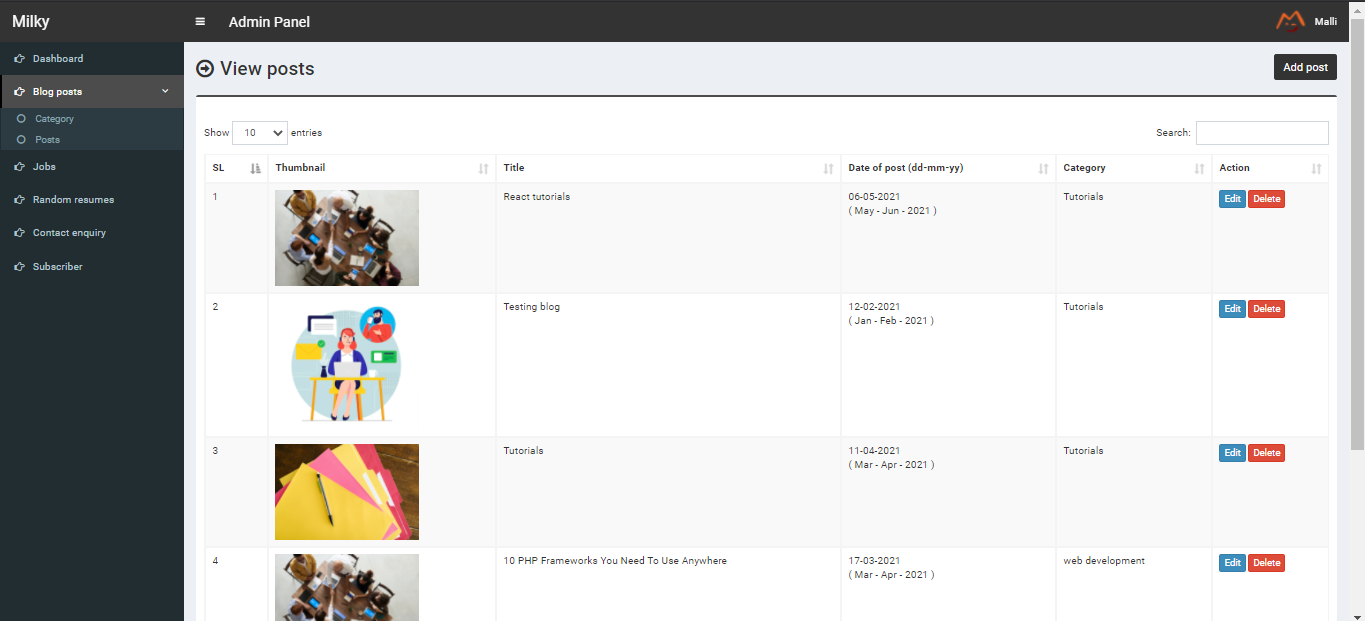 Milky
Admin Panel
Malli
Dashboard
Blog posts
Category
Posts
Jobs
Random resumes
Contact enquiry
Subscriber
View posts
Add post
Show 10 entries
Search:
SL Thumbnail Title Date of post (dd-mm-yy) Category Action
1 React tutorials 06-05-2021 Tutorials Edit Delete
( May - Jun - 2021 )
2 Testing blog 12-02-2021 Tutorials Edit Delete
( Jan - Feb - 2021 )
3 Tutorials 11-04-2021 Tutorials Edit Delete
( Mar - Apr - 2021 )
4 10 PHP Frameworks You Need To Use Anywhere 17-03-2021 web development Edit Delete
( Mar - Apr - 2021 )